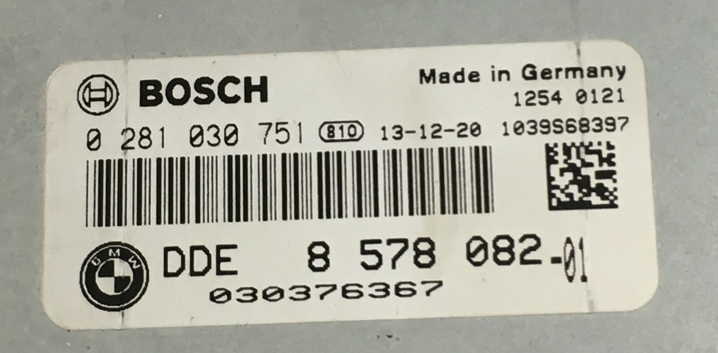 BOSCH
Made in Germany
1254 0121
0 281 030 751 810 13-12-20 1039S68397
BMW
DDE 8 578 082-01
030376367